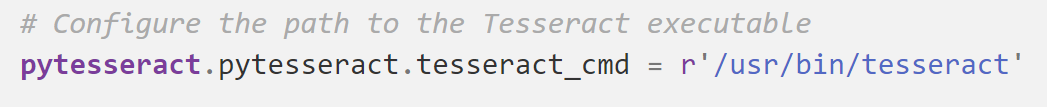 # Configure the path to the Tesseract executable
pytesseract.pytesseract.tesseract_cmd = r'/usr/bin/tesseract'